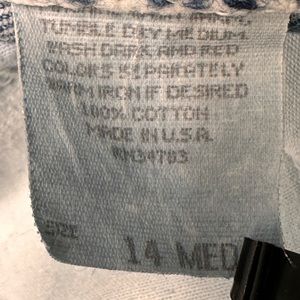 TUMBLE DRY MEDIUM.
WASH DARK AND RED
COLORS SEPARATELY
WARM IRON IF DESIRED
100% COTTON
MADE IN U.S.A.
RM34783
SIZE
14 MED